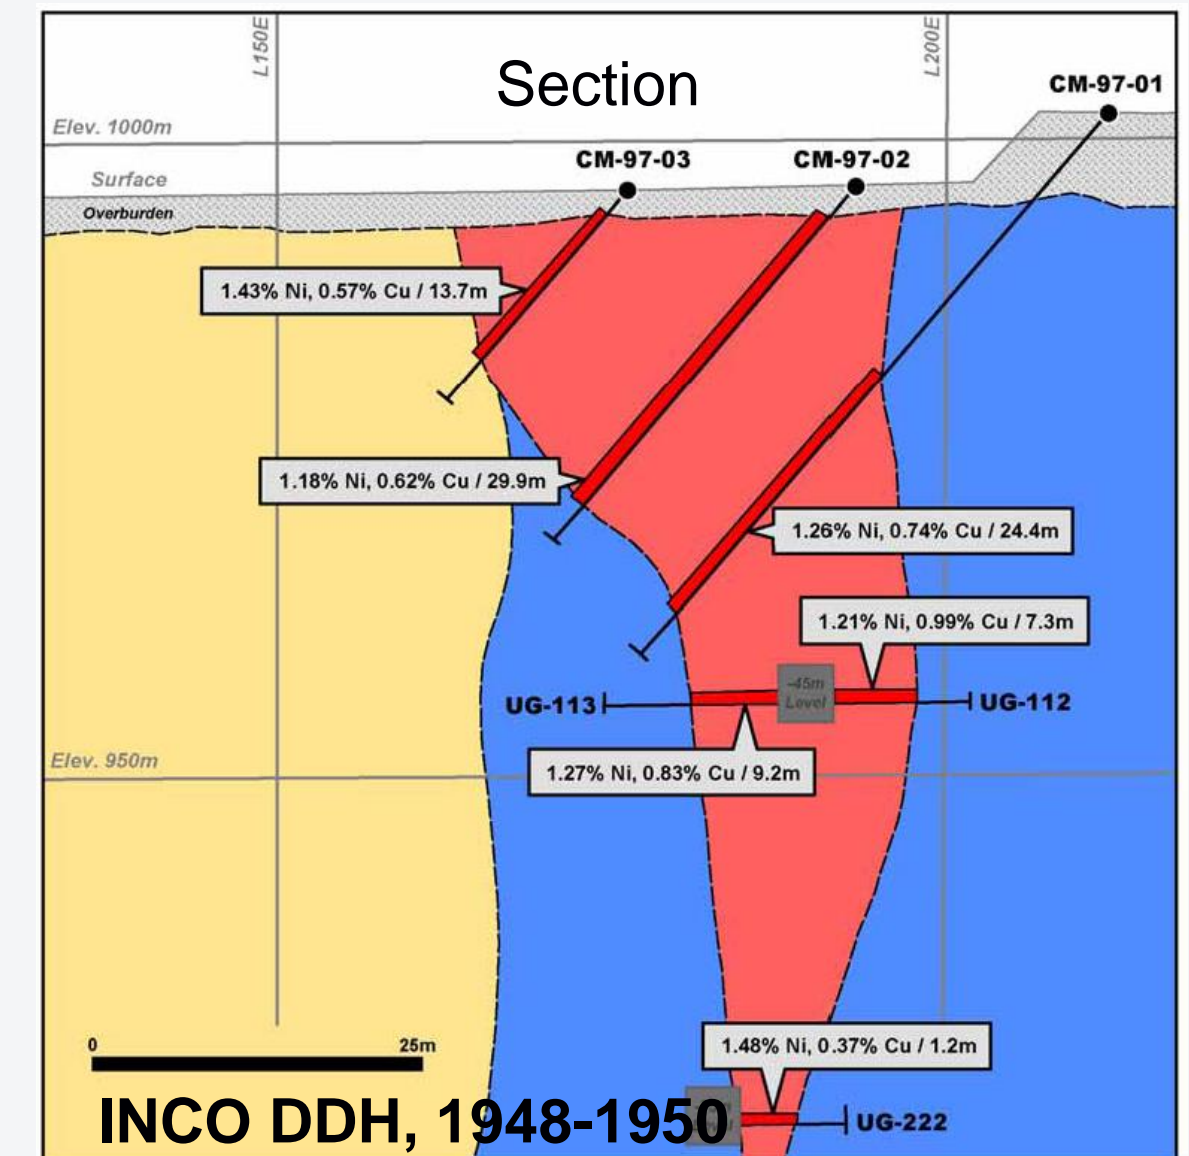 L150E
L200E
Section
CM-97-01
Elev. 1000m
CM-97-03
CM-97-02
Surface
Overburden
1.43% Ni, 0.57% Cu / 13.7m
1.18% Ni, 0.62% Cu / 29.9m
1.26% Ni, 0.74% Cu / 24.4m
1.21% Ni, 0.99% Cu / 7.3m
-45m
Level
UG-113
UG-112
Elev. 950m
1.27% Ni, 0.83% Cu / 9.2m
0
25m
1.48% Ni, 0.37% Cu / 1.2m
INCO DDH, 1948-1950
UG-222